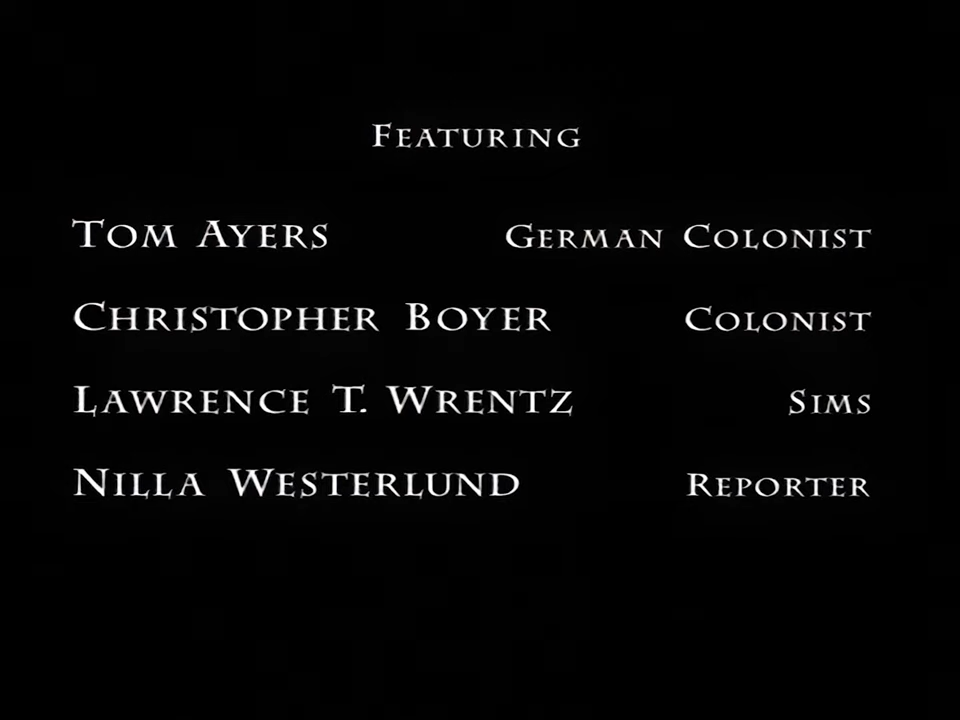 Featuring
Tom Ayers German Colonist
Christopher Boyer Colonist
Lawrence T. Wrentz Sims
Nilla Westerlund Reporter